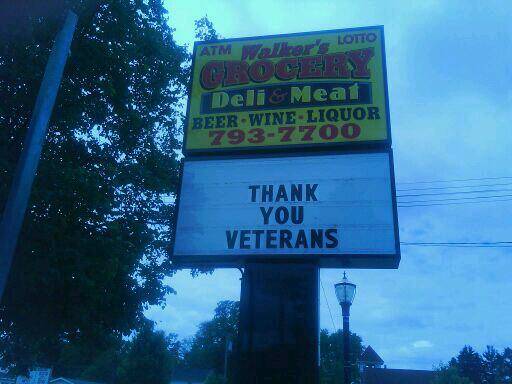 ATM LOTTO
Walker's
GROCERY
Deli & Meat
BEER • WINE • LIQUOR
793-7700
THANK
YOU
VETERANS